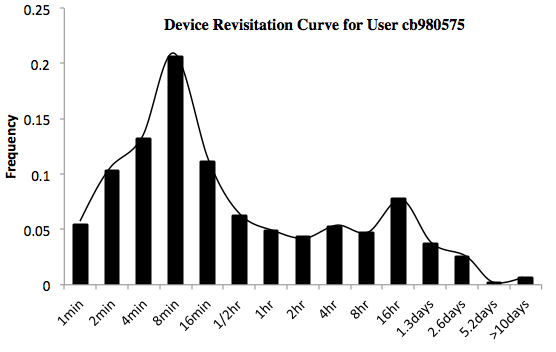 Device Revisitation Curve for User cb980575
0.25
0.2
0.15
0.1
0.05
0
Frequency
1min
2min
4min
8min
16min
1/2hr
1hr
2hr
4hr
8hr
16hr
1.3days
2.6days
5.2days
>10days